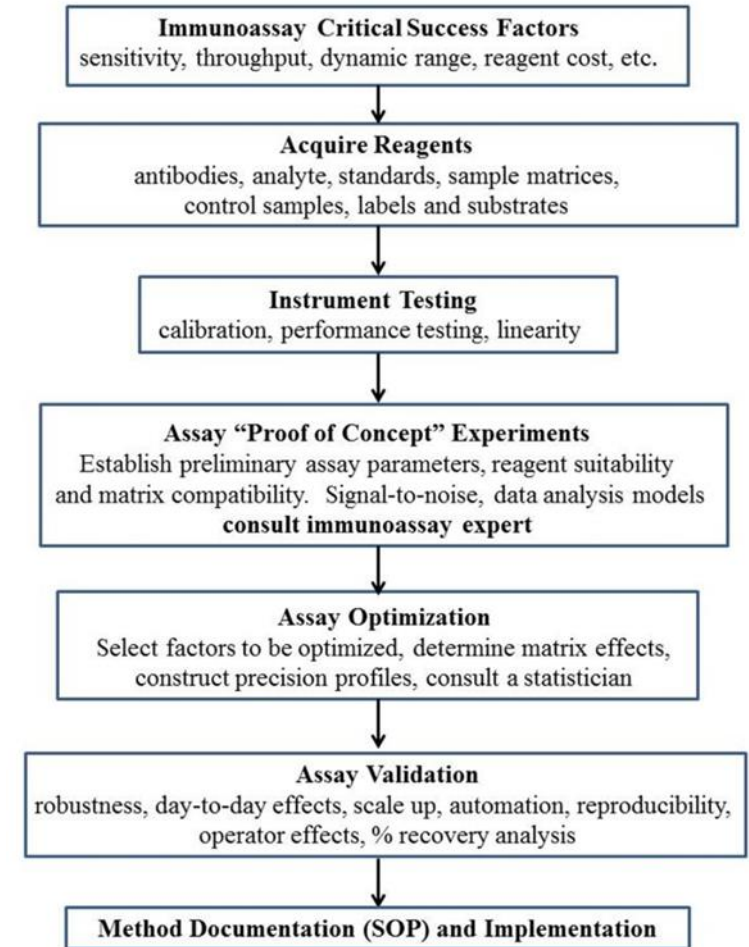 Immunoassay Critical Success Factors
sensitivity, throughput, dynamic range, reagent cost, etc.
Acquire Reagents
antibodies, analyte, standards, sample matrices,
control samples, labels and substrates
Instrument Testing
calibration, performance testing, linearity
Assay “Proof of Concept” Experiments
Establish preliminary assay parameters, reagent suitability
and matrix compatibility. Signal-to-noise, data analysis models
consult immunoassay expert
Assay Optimization
Select factors to be optimized, determine matrix effects,
construct precision profiles, consult a statistician
Assay Validation
robustness, day-to-day effects, scale up, automation, reproducibility,
operator effects, % recovery analysis
Method Documentation (SOP) and Implementation